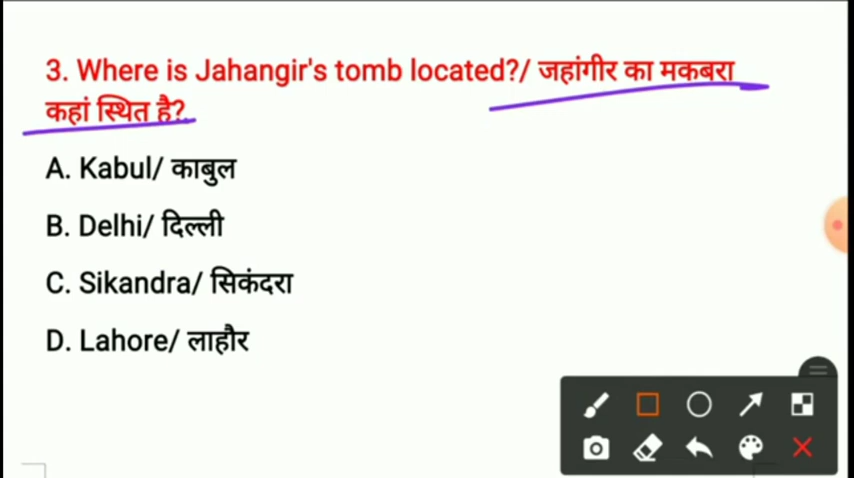 3. Where is Jahangir's tomb located?/ जहांगीर का मकबरा
कहां स्थित है?
A. Kabul/ काबुल
B. Delhi/ दिल्ली
C. Sikandra/ सिकंदरा
D. Lahore/ लाहौर